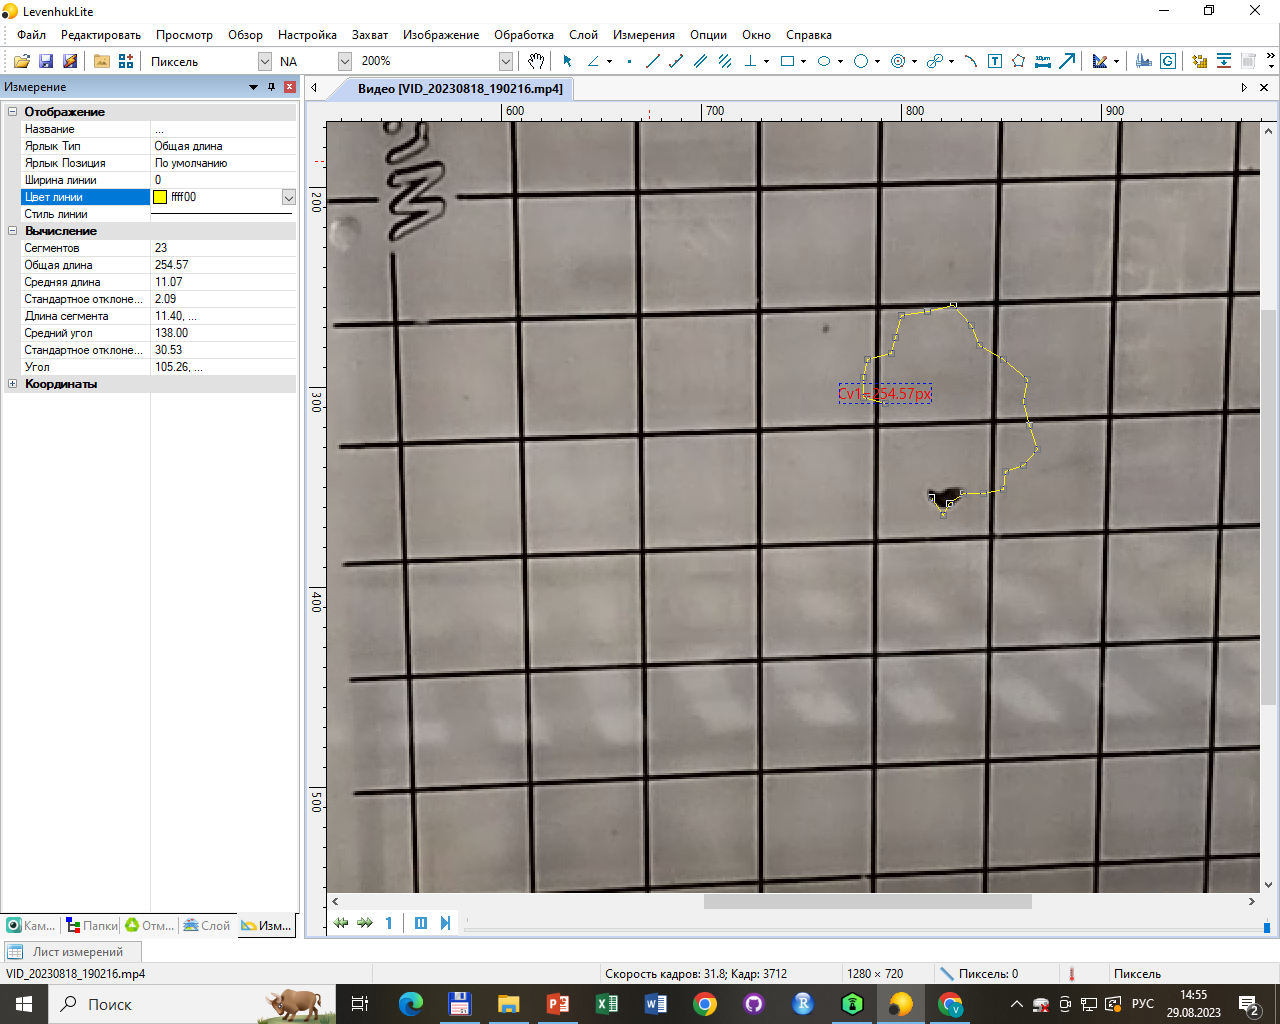 LevenhukLite
Файл Редактировать Просмотр Обзор Настройка Захват Изображение Обработка Слой Измерения Опции Окно Справка
Пиксель NA 200%
Измерение
Видео [VID_20230818_190216.mp4]
600 700 800 900
200
300
400
500
Отображение
Название ...
Ярлык Тип Общая длина
Ярлык Позиция По умолчанию
Ширина линии 0
Цвет линии ffff00
Стиль линии
Вычисление
Сегментов 23
Общая длина 254.57
Средняя длина 11.07
Стандартное отклоне... 2.09
Длина сегмента 11.40, ...
Средний угол 138.00
Стандартное отклоне... 30.53
Угол 105.26, ...
Координаты
Cv1=254.57px
Кам... Папки Отм... Слой Изм...
1
Лист измерений
VID_20230818_190216.mp4 Скорость кадров: 31.8; Кадр: 3712 1280 × 720 Пиксель: 0 Пиксель
Поиск
РУС
14:55
29.08.2023
2